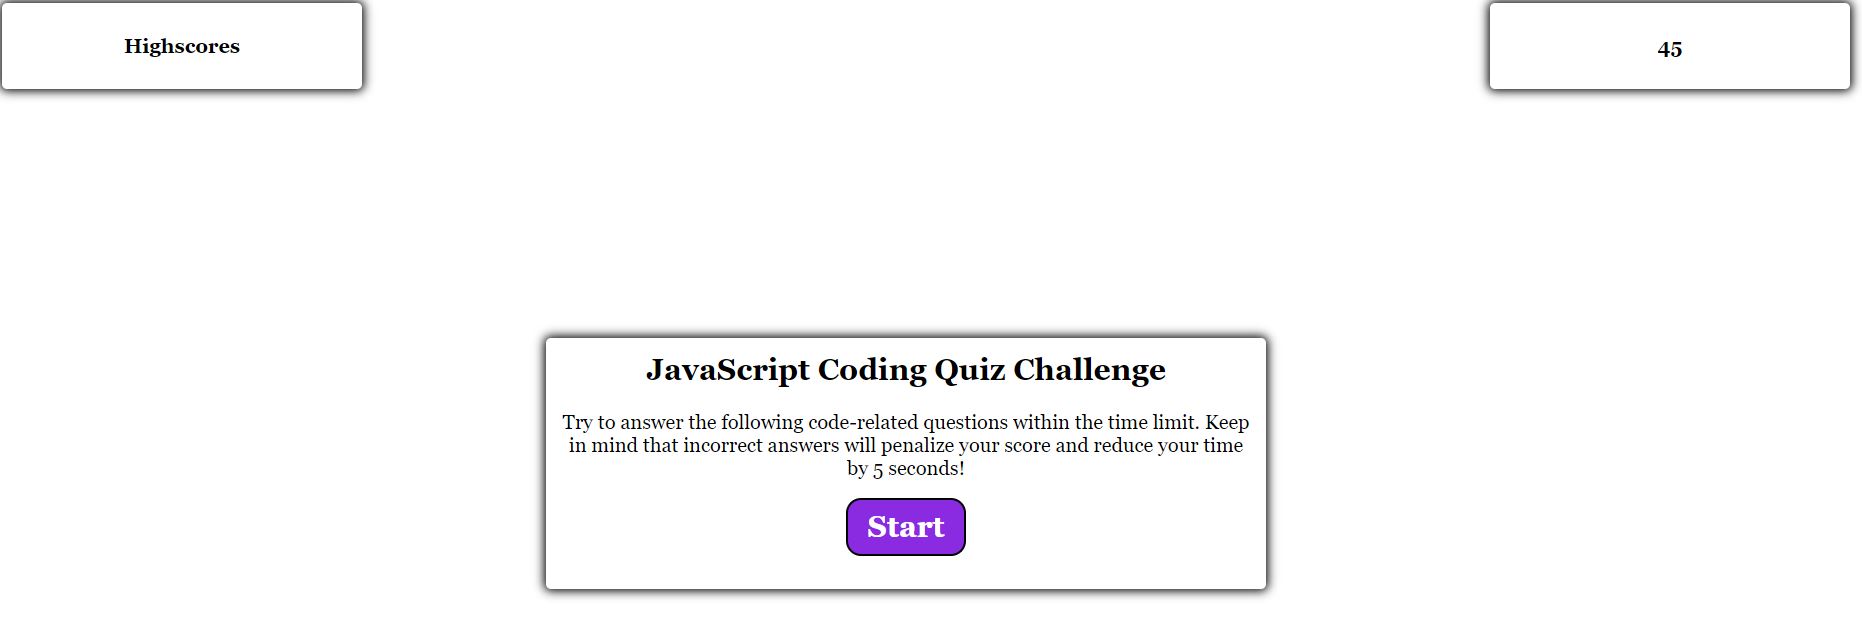 Highscores
45
JavaScript Coding Quiz Challenge
Try to answer the following code-related questions within the time limit. Keep
in mind that incorrect answers will penalize your score and reduce your time
by 5 seconds!
Start